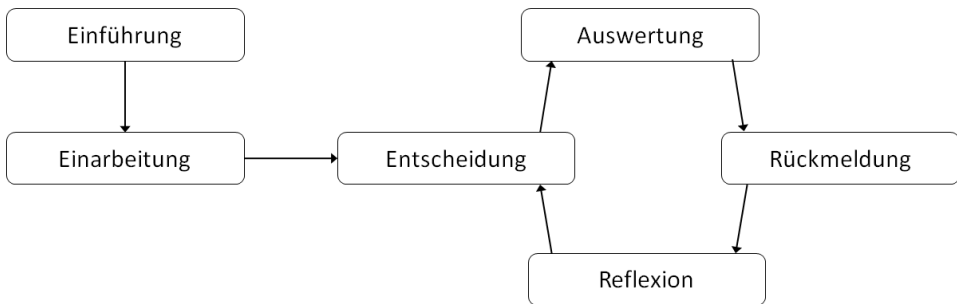 Einführung
Auswertung
Einarbeitung
Entscheidung
Rückmeldung
Reflexion